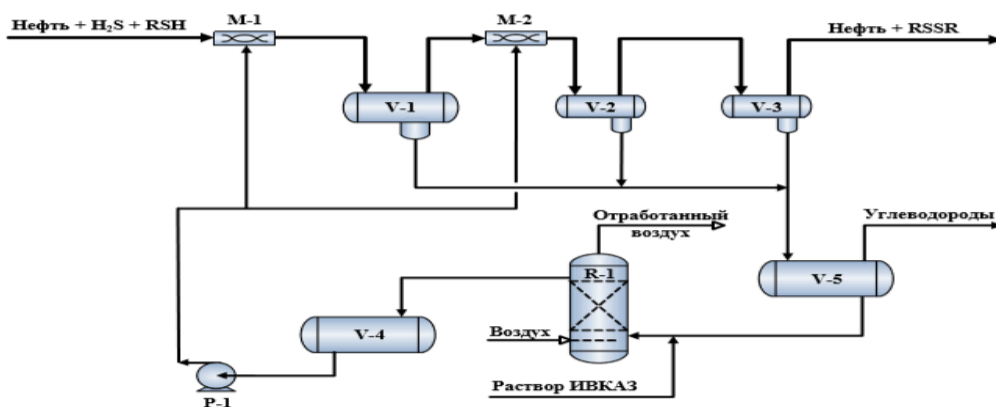 Нефть + H₂S + RSH
M-1
M-2
Нефть + RSSR
V-1
V-2
V-3
Отработанный
воздух
Углеводороды
R-1
V-5
V-4
Воздух
P-1
Раствор ИВКАЗ